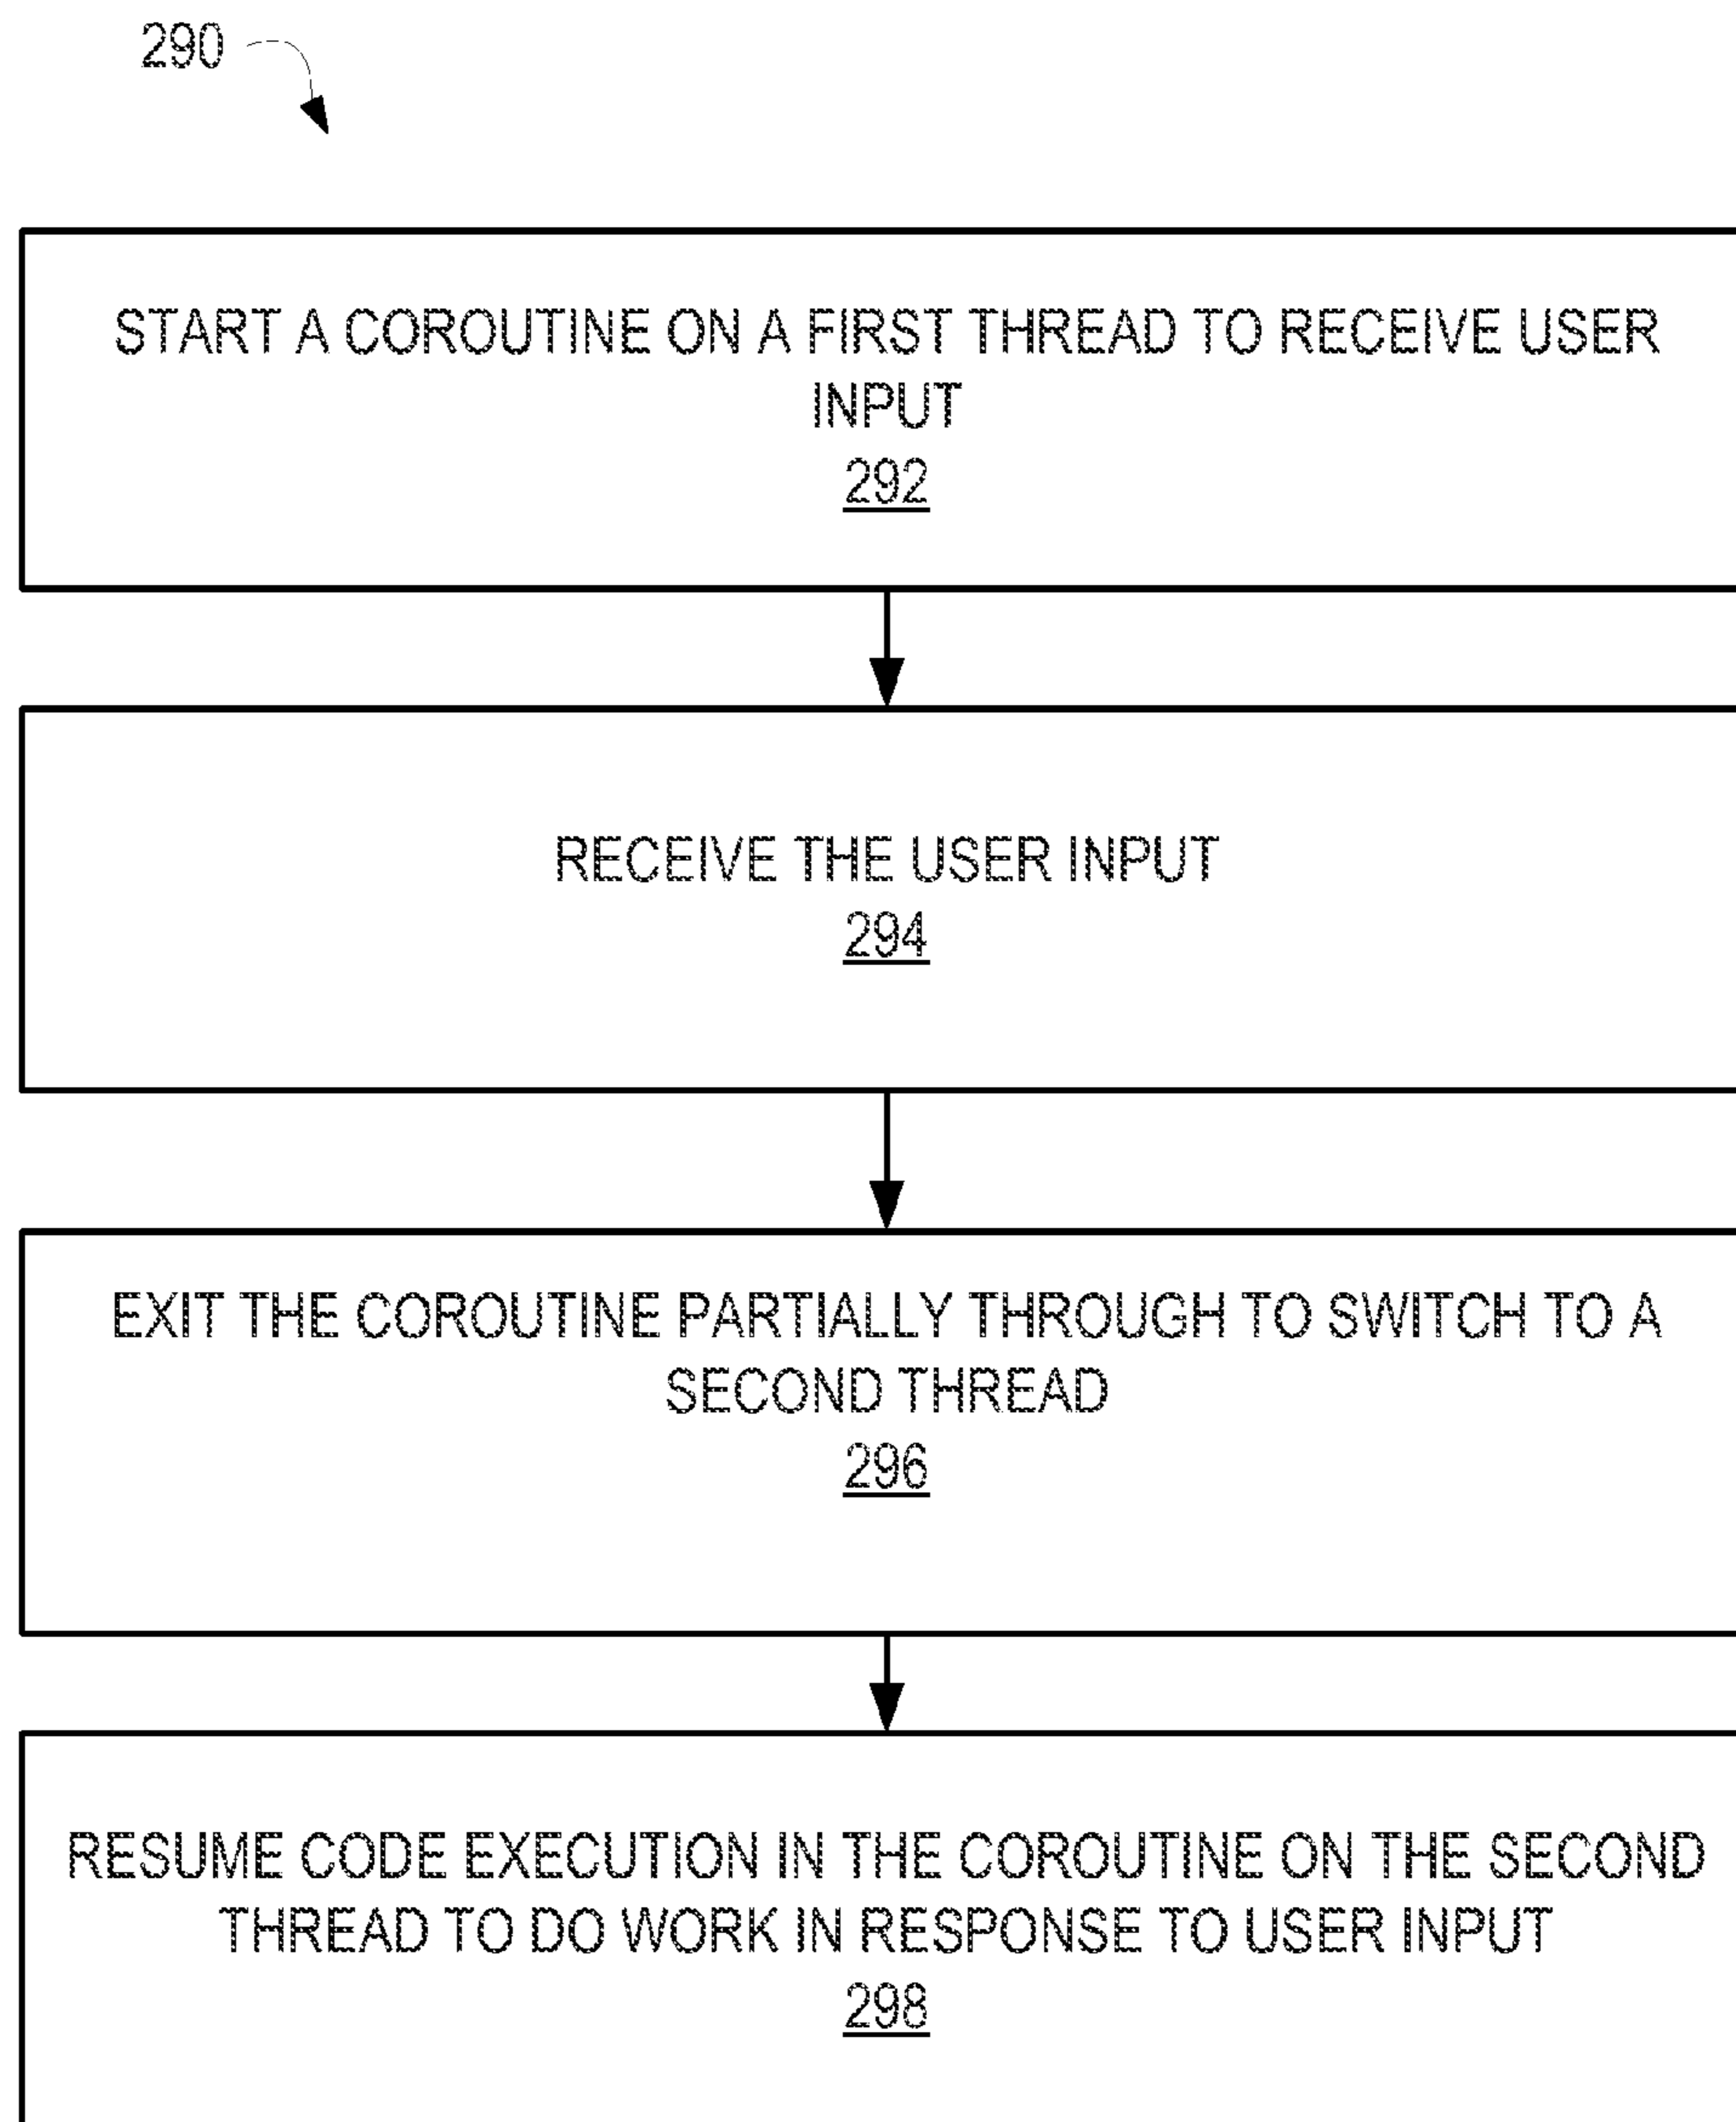 290
START A COROUTINE ON A FIRST THREAD TO RECEIVE USER
INPUT
292
RECEIVE THE USER INPUT
294
EXIT THE COROUTINE PARTIALLY THROUGH TO SWITCH TO A
SECOND THREAD
296
RESUME CODE EXECUTION IN THE COROUTINE ON THE SECOND
THREAD TO DO WORK IN RESPONSE TO USER INPUT
298